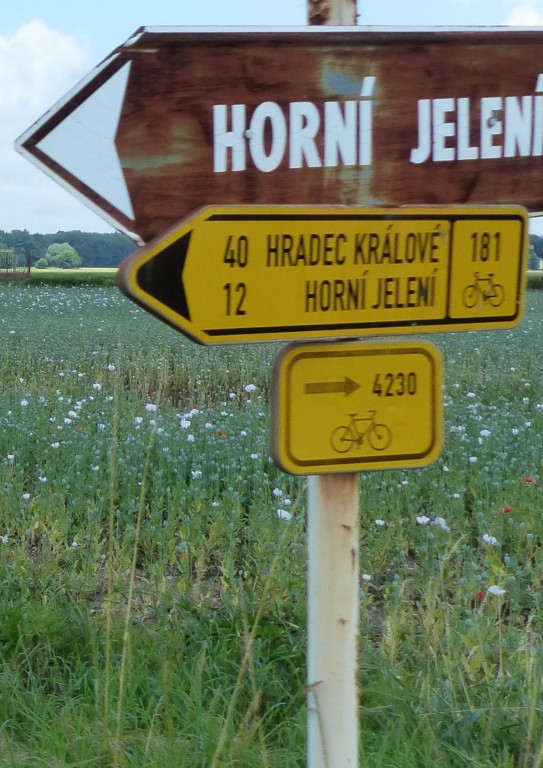 HORNÍ JELENÍ
40 HRADEC KRÁLOVÉ 181
12 HORNÍ JELENÍ
4230